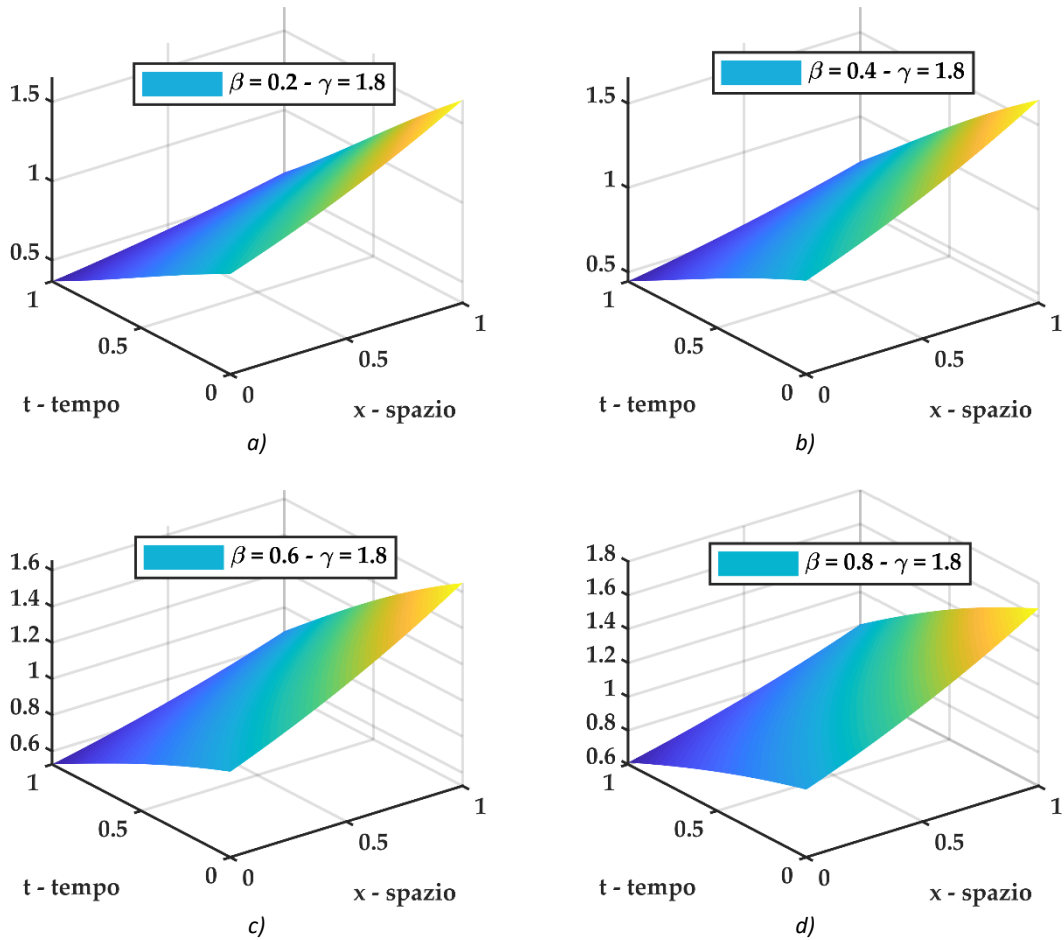 β = 0.2 - γ = 1.8
1.5
1
0.5
1
0.5
0
0
0.5
1
t - tempo
x - spazio
a)
β = 0.4 - γ = 1.8
1.5
1
0.5
1
0.5
0
0
0.5
1
t - tempo
x - spazio
b)
β = 0.6 - γ = 1.8
1.6
1.4
1.2
1
0.8
0.6
1
0.5
0
0
0.5
1
t - tempo
x - spazio
c)
β = 0.8 - γ = 1.8
1.8
1.6
1.4
1.2
1
0.8
0.6
1
0.5
0
0
0.5
1
t - tempo
x - spazio
d)